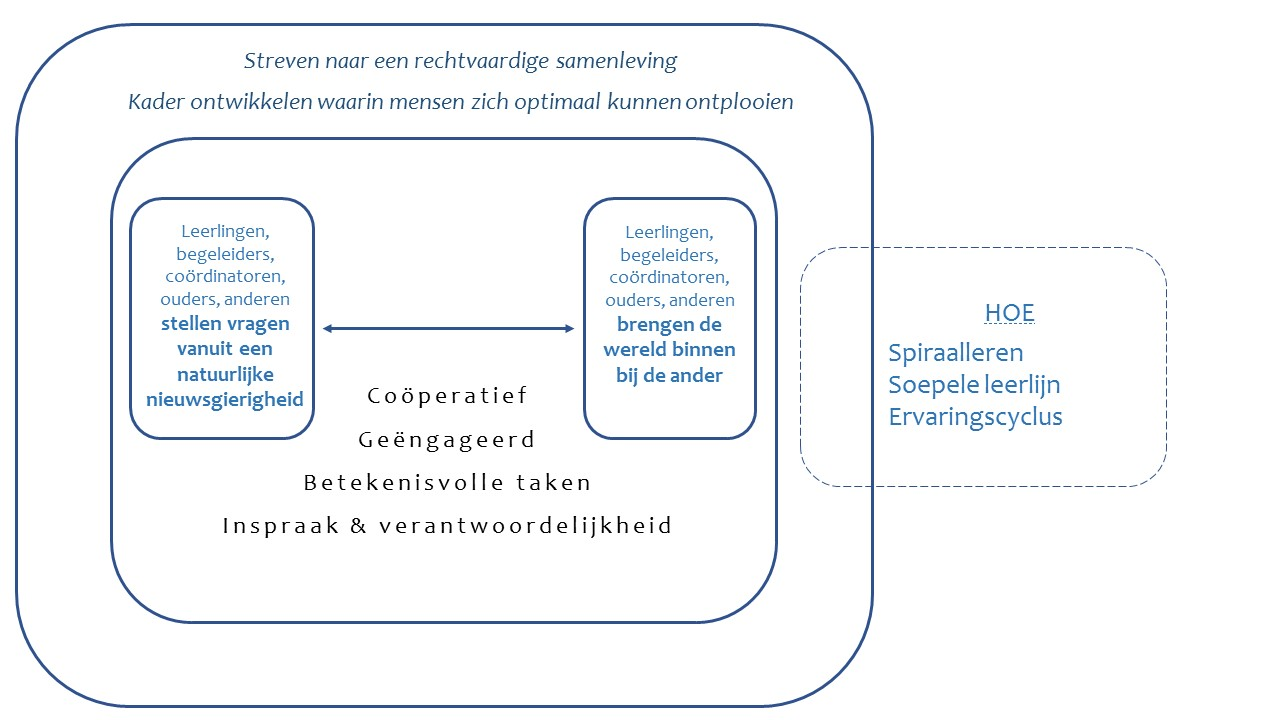 Streven naar een rechtvaardige samenleving
Kader ontwikkelen waarin mensen zich optimaal kunnen ontplooien
Leerlingen,
begeleiders,
coördinatoren,
ouders, anderen
stellen vragen
vanuit een
natuurlijke
nieuwsgierigheid
Leerlingen,
begeleiders,
coördinatoren,
ouders, anderen
brengen de
wereld binnen
bij de ander
Coöperatief
Geëngageerd
Betekenisvolle taken
Inspraak & verantwoordelijkheid
HOE
Spiraalleren
Soepele leerlijn
Ervaringscyclus